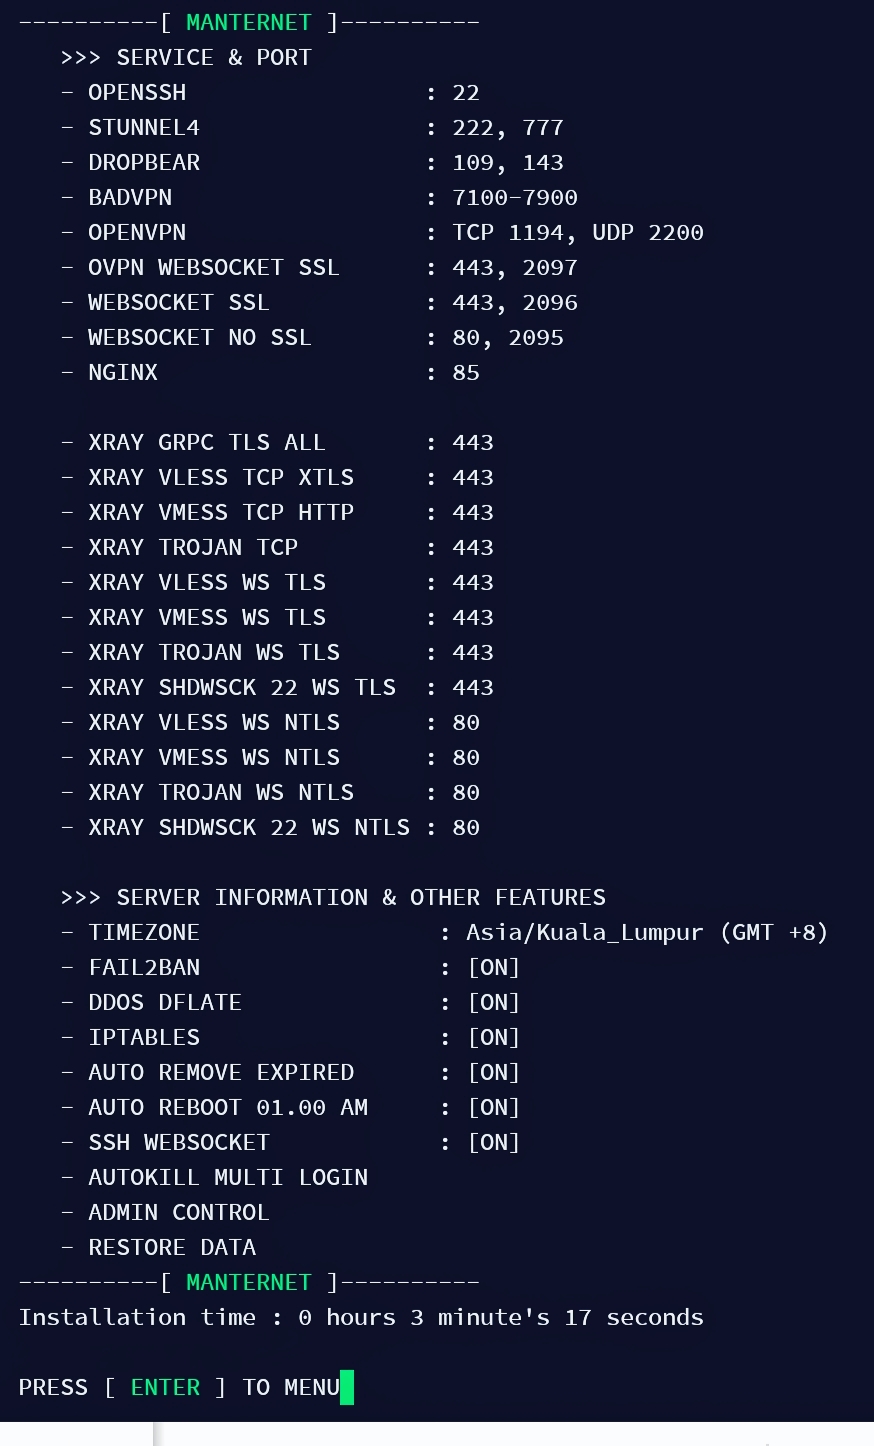 ----------[ MANTERNET ]----------
   >>> SERVICE & PORT
   - OPENSSH                 : 22
   - STUNNEL4                : 222, 777
   - DROPBEAR                : 109, 143
   - BADVPN                  : 7100-7900
   - OPENVPN                 : TCP 1194, UDP 2200
   - OVPN WEBSOCKET SSL      : 443, 2097
   - WEBSOCKET SSL           : 443, 2096
   - WEBSOCKET NO SSL        : 80, 2095
   - NGINX                   : 85

   - XRAY GRPC TLS ALL       : 443
   - XRAY VLESS TCP XTLS     : 443
   - XRAY VMESS TCP HTTP     : 443
   - XRAY TROJAN TCP         : 443
   - XRAY VLESS WS TLS       : 443
   - XRAY VMESS WS TLS       : 443
   - XRAY TROJAN WS TLS      : 443
   - XRAY SHDWSCK 22 WS TLS  : 443
   - XRAY VLESS WS NTLS      : 80
   - XRAY VMESS WS NTLS      : 80
   - XRAY TROJAN WS NTLS     : 80
   - XRAY SHDWSCK 22 WS NTLS : 80

   >>> SERVER INFORMATION & OTHER FEATURES
   - TIMEZONE                 : Asia/Kuala_Lumpur (GMT +8)
   - FAIL2BAN                 : [ON]
   - DDOS DFLATE              : [ON]
   - IPTABLES                 : [ON]
   - AUTO REMOVE EXPIRED      : [ON]
   - AUTO REBOOT 01.00 AM     : [ON]
   - SSH WEBSOCKET            : [ON]
   - AUTOKILL MULTI LOGIN
   - ADMIN CONTROL
   - RESTORE DATA
----------[ MANTERNET ]----------
Installation time : 0 hours 3 minute's 17 seconds

PRESS [ ENTER ] TO MENU